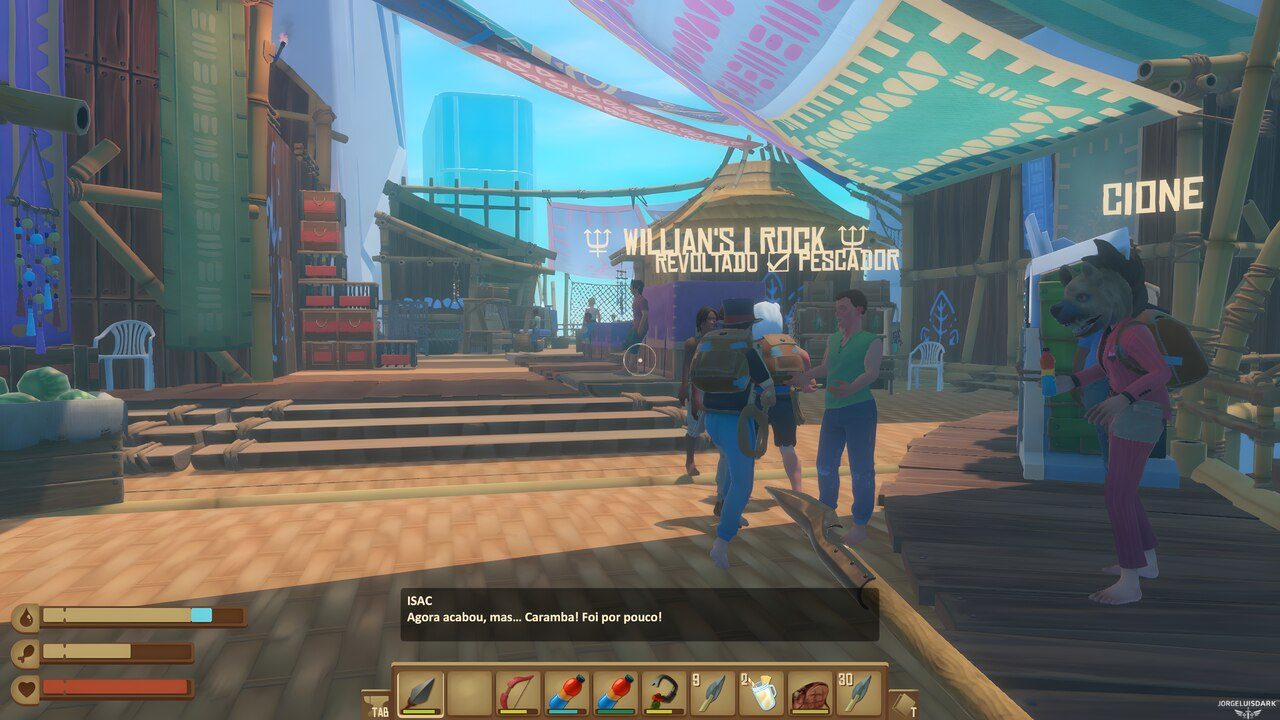 CIONE
WILLIAN'S I ROCK
REVOLTADO PESCADOR
ISAC
Agora acabou, mas... Caramba! Foi por pouco!
9
2
30
TAB
T
JORGELUISDARK